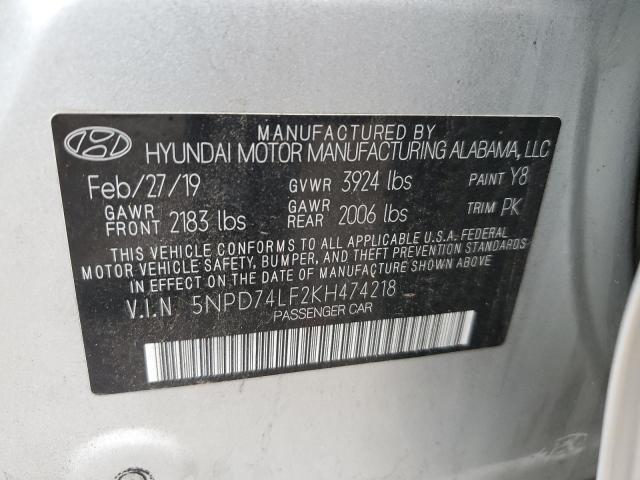 MANUFACTURED BY
HYUNDAI MOTOR MANUFACTURING ALABAMA, LLC
Feb/27/19 GVWR 3924 lbs PAINT Y8
GAWR FRONT 2183 lbs GAWR REAR 2006 lbs TRIM PK
THIS VEHICLE CONFORMS TO ALL APPLICABLE U.S.A. FEDERAL
MOTOR VEHICLE SAFETY, BUMPER, AND THEFT PREVENTION STANDARDS
IN EFFECT ON THE DATE OF MANUFACTURE SHOWN ABOVE.
V.I.N 5NPD74LF2KH474218
PASSENGER CAR